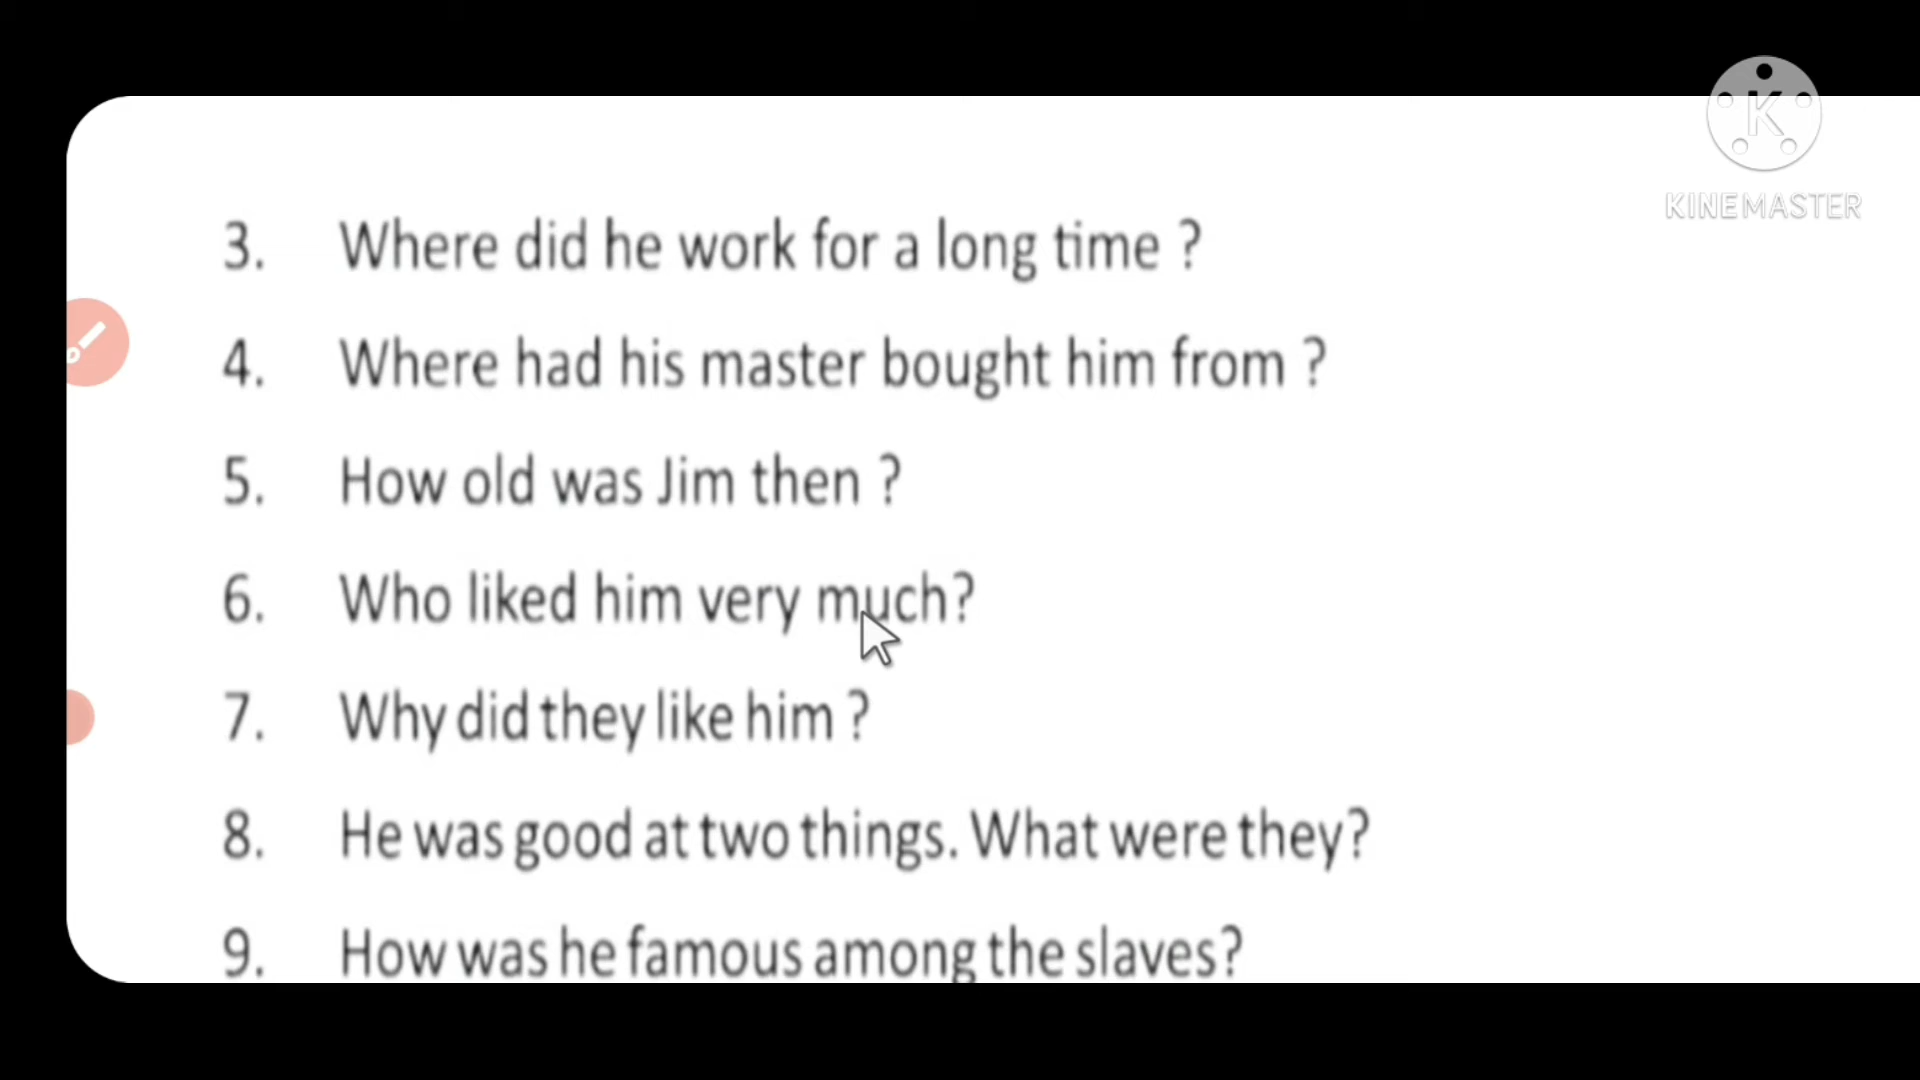 K
KINEMASTER
3. Where did he work for a long time ?
4. Where had his master bought him from ?
5. How old was Jim then ?
6. Who liked him very much?
7. Why did they like him ?
8. He was good at two things. What were they?
9. How was he famous among the slaves?